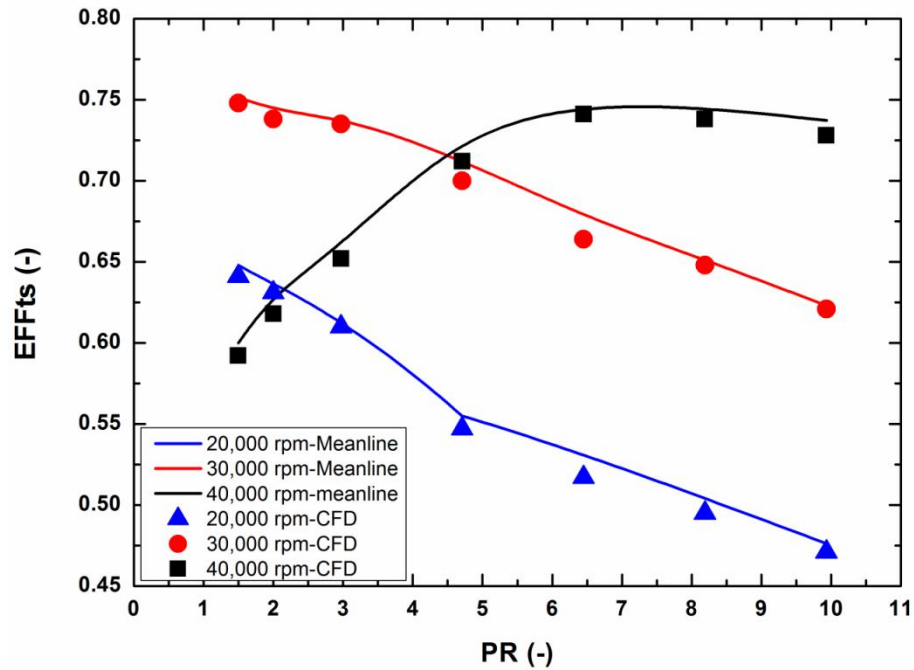 0.80
0.75
0.70
0.65
0.60
0.55
0.50
0.45
EFFts (-)
20,000 rpm-Meanline
30,000 rpm-Meanline
40,000 rpm-meanline
20,000 rpm-CFD
30,000 rpm-CFD
40,000 rpm-CFD
0 1 2 3 4 5 6 7 8 9 10 11
PR (-)